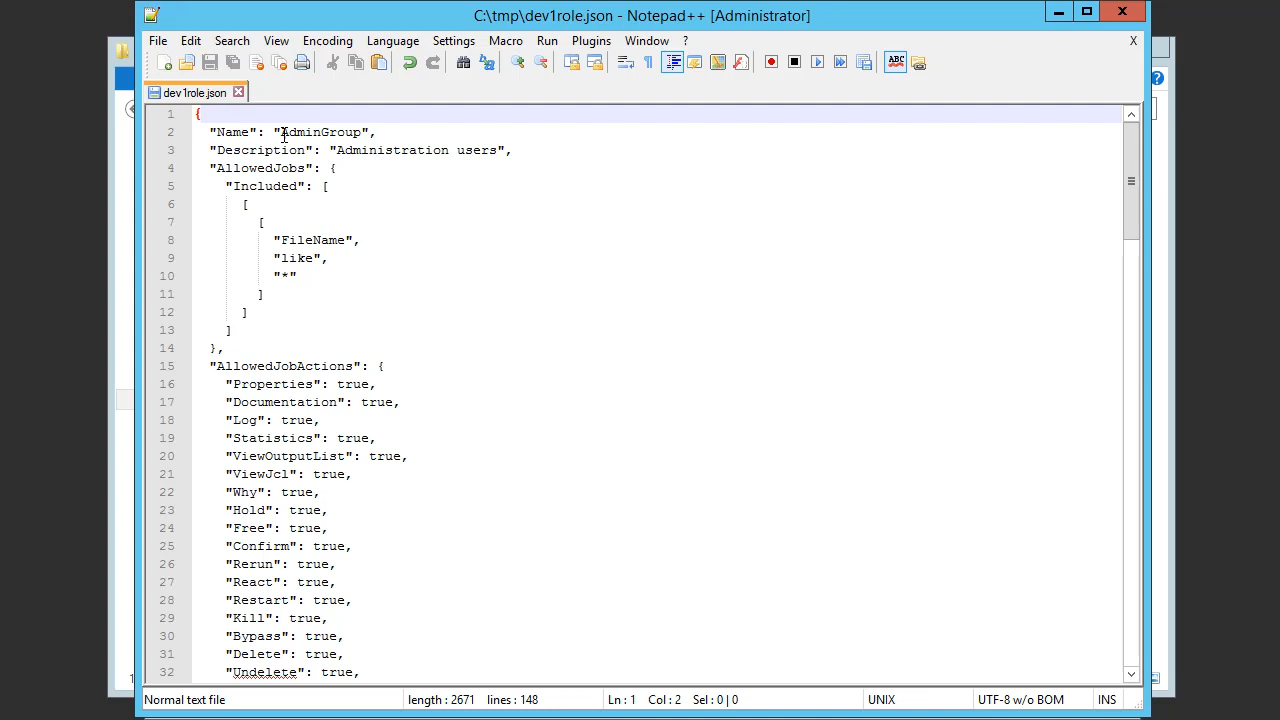 C:\tmp\dev1role.json - Notepad++ [Administrator]
File Edit Search View Encoding Language Settings Macro Run Plugins Window ? X
dev1role.json
1 {
2 "Name": "AdminGroup",
3 "Description": "Administration users",
4 "AllowedJobs": {
5 "Included": [
6 [
7 [
8 "FileName",
9 "like",
10 "*"
11 ]
12 ]
13 ]
14 },
15 "AllowedJobActions": {
16 "Properties": true,
17 "Documentation": true,
18 "Log": true,
19 "Statistics": true,
20 "ViewOutputList": true,
21 "ViewJcl": true,
22 "Why": true,
23 "Hold": true,
24 "Free": true,
25 "Confirm": true,
26 "Rerun": true,
27 "React": true,
28 "Restart": true,
29 "Kill": true,
30 "Bypass": true,
31 "Delete": true,
32 "Undelete": true,
Normal text file length : 2671 lines : 148 Ln : 1 Col : 2 Sel : 0 | 0 UNIX UTF-8 w/o BOM INS